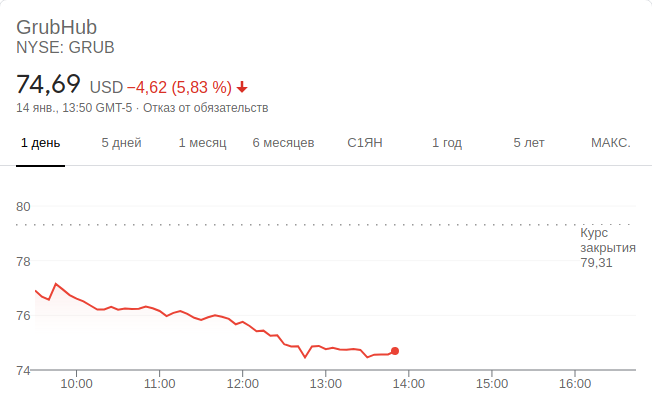 GrubHub
NYSE: GRUB
74,69 USD −4,62 (5,83 %)
14 янв., 13:50 GMT-5 · Отказ от обязательств
1 день 5 дней 1 месяц 6 месяцев С1ЯН 1 год 5 лет МАКС.
80
Курс
закрытия
79,31
78
76
74
10:00 11:00 12:00 13:00 14:00 15:00 16:00